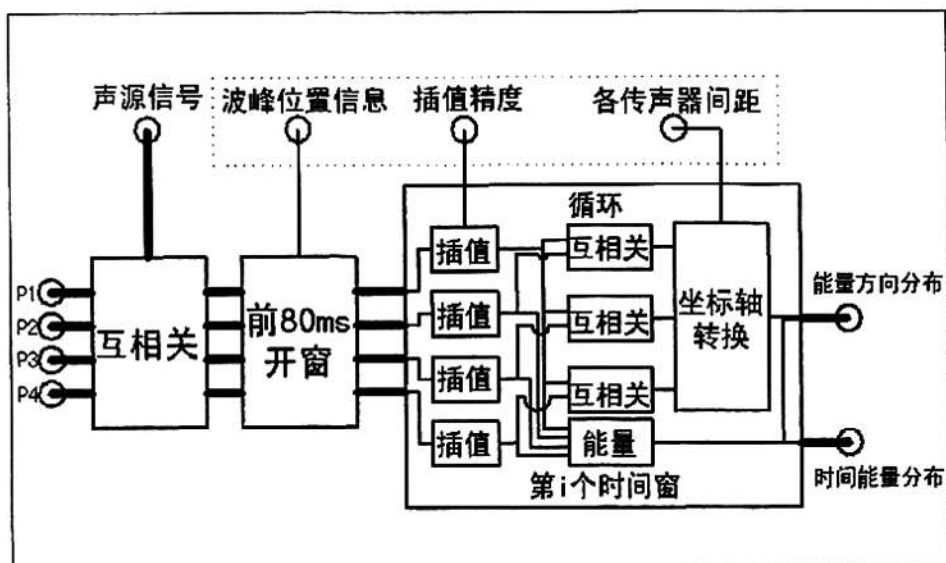 声源信号
波峰位置信息
插值精度
各传声器间距
循环
插值
插值
插值
插值
互相关
互相关
互相关
能量
坐标轴
转换
第i个时间窗
P1
P2
P3
P4
互相关
前80ms
开窗
能量方向分布
时间能量分布